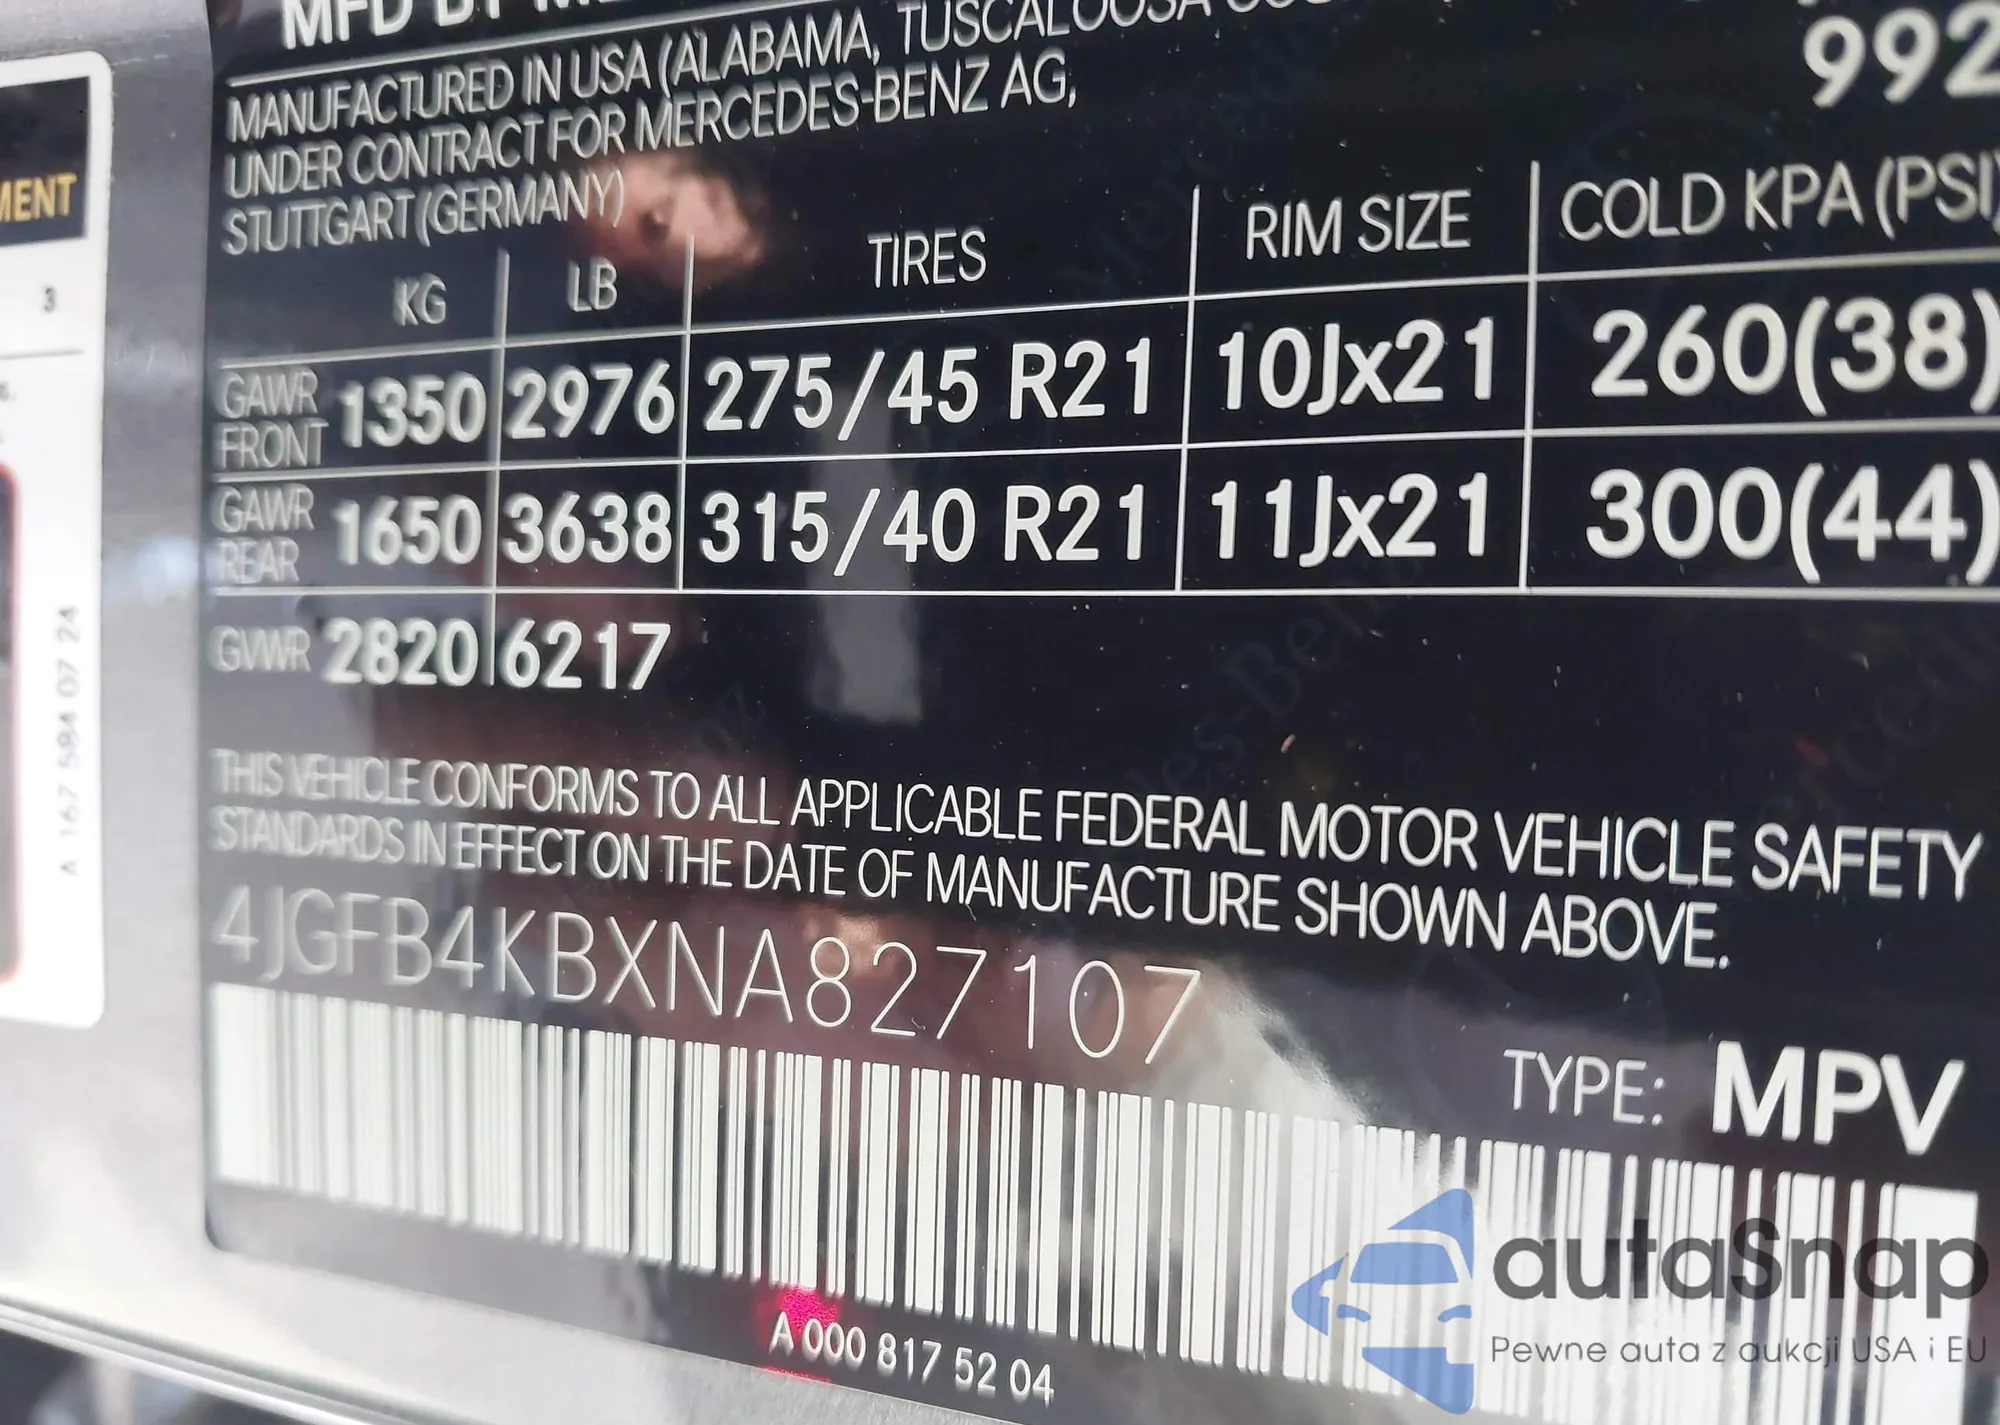 MFD BY
MANUFACTURED IN USA (ALABAMA, TUSCALOOSA
UNDER CONTRACT FOR MERCEDES-BENZ AG,
STUTTGART (GERMANY)
992
KG LB TIRES RIM SIZE COLD KPA (PSI)
GAWR FRONT 1350 2976 275/45 R21 10Jx21 260(38)
GAWR REAR 1650 3638 315/40 R21 11Jx21 300(44)
GVWR 2820 6217
THIS VEHICLE CONFORMS TO ALL APPLICABLE FEDERAL MOTOR VEHICLE SAFETY
STANDARDS IN EFFECT ON THE DATE OF MANUFACTURE SHOWN ABOVE.
4JGFB4KBXNA827107
TYPE: MPV
A 000 817 52 04
MENT
3
A 167 584 07 24
autaSnap
Pewne auta z aukcji USA i EU